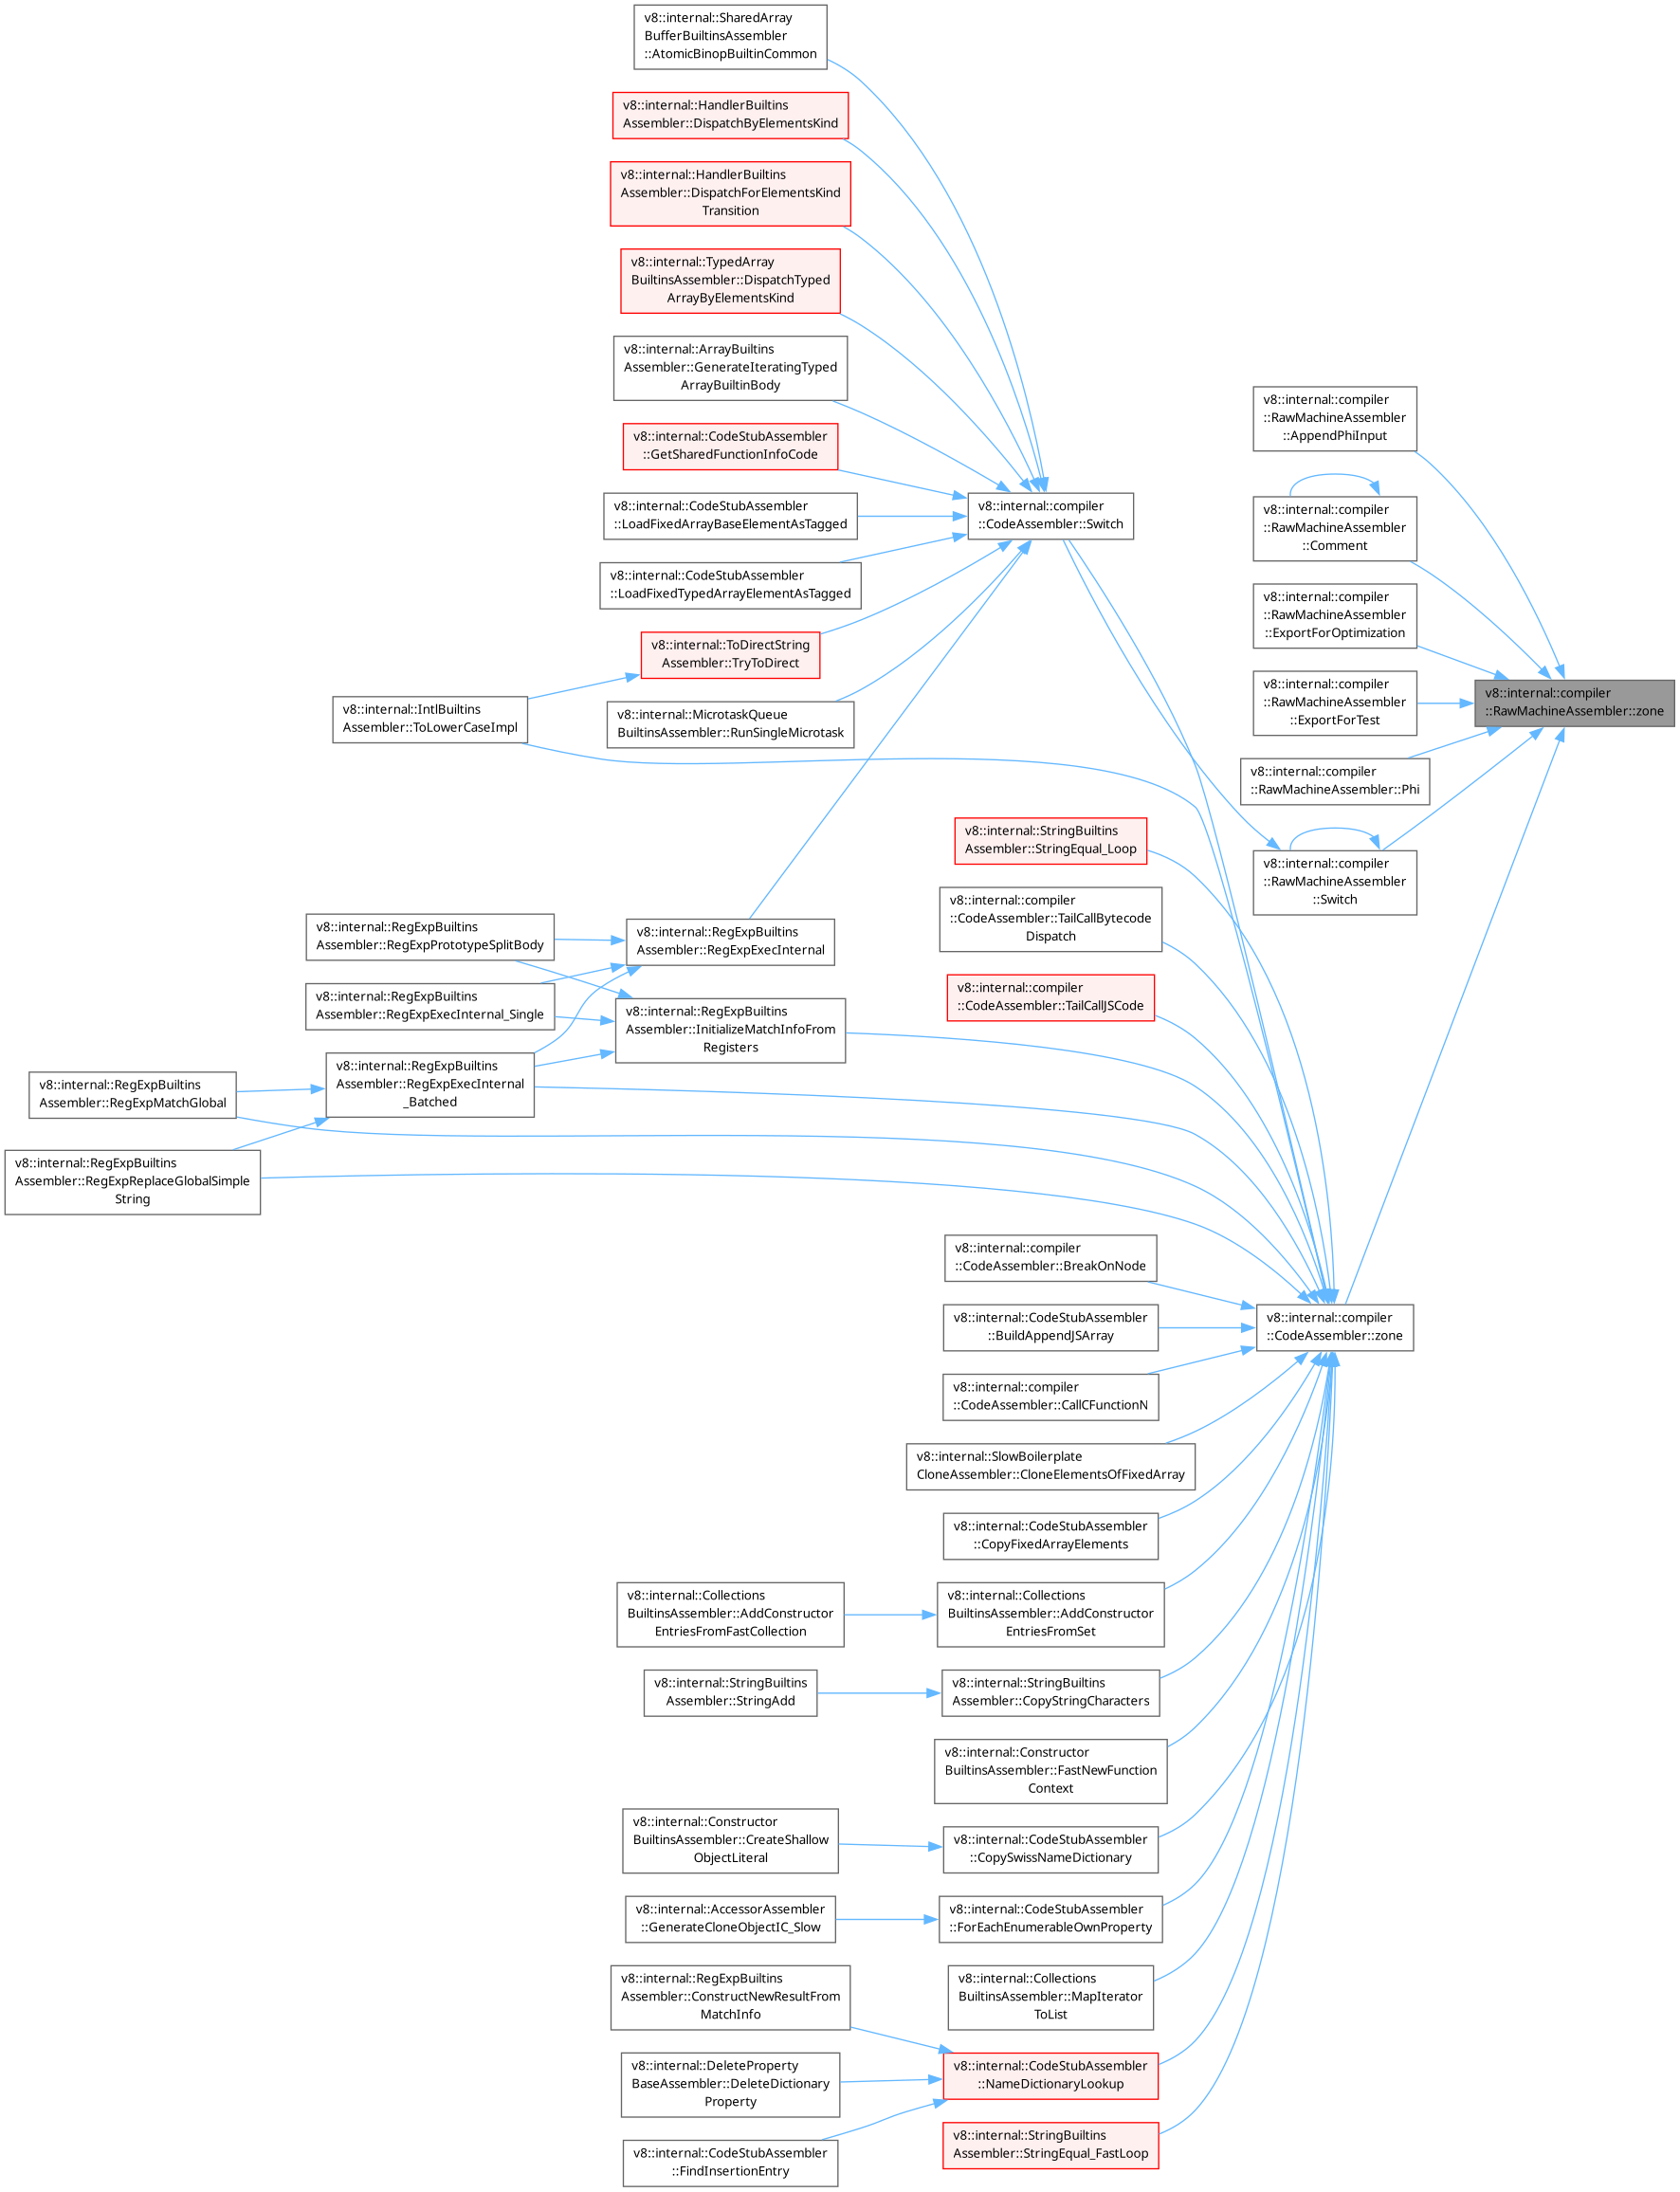 v8::internal::SharedArray
BufferBuiltinsAssembler
::AtomicBinopBuiltinCommon
v8::internal::HandlerBuiltins
Assembler::DispatchByElementsKind
v8::internal::HandlerBuiltins
Assembler::DispatchForElementsKind
Transition
v8::internal::TypedArray
BuiltinsAssembler::DispatchTyped
ArrayByElementsKind
v8::internal::ArrayBuiltins
Assembler::GenerateIteratingTyped
ArrayBuiltinBody
v8::internal::CodeStubAssembler
::GetSharedFunctionInfoCode
v8::internal::CodeStubAssembler
::LoadFixedArrayBaseElementAsTagged
v8::internal::CodeStubAssembler
::LoadFixedTypedArrayElementAsTagged
v8::internal::ToDirectString
Assembler::TryToDirect
v8::internal::MicrotaskQueue
BuiltinsAssembler::RunSingleMicrotask
v8::internal::IntlBuiltins
Assembler::ToLowerCaseImpl
v8::internal::compiler
::CodeAssembler::Switch
v8::internal::compiler
::RawMachineAssembler
::AppendPhiInput
v8::internal::compiler
::RawMachineAssembler
::Comment
v8::internal::compiler
::RawMachineAssembler
::ExportForOptimization
v8::internal::compiler
::RawMachineAssembler
::ExportForTest
v8::internal::compiler
::RawMachineAssembler::Phi
v8::internal::compiler
::RawMachineAssembler
::Switch
v8::internal::compiler
::RawMachineAssembler::zone
v8::internal::StringBuiltins
Assembler::StringEqual_Loop
v8::internal::compiler
::CodeAssembler::TailCallBytecode
Dispatch
v8::internal::compiler
::CodeAssembler::TailCallJSCode
v8::internal::RegExpBuiltins
Assembler::RegExpPrototypeSplitBody
v8::internal::RegExpBuiltins
Assembler::RegExpExecInternal
v8::internal::RegExpBuiltins
Assembler::RegExpExecInternal_Single
v8::internal::RegExpBuiltins
Assembler::InitializeMatchInfoFrom
Registers
v8::internal::RegExpBuiltins
Assembler::RegExpExecInternal
_Batched
v8::internal::RegExpBuiltins
Assembler::RegExpMatchGlobal
v8::internal::RegExpBuiltins
Assembler::RegExpReplaceGlobalSimple
String
v8::internal::compiler
::CodeAssembler::BreakOnNode
v8::internal::compiler
::CodeAssembler::zone
v8::internal::CodeStubAssembler
::BuildAppendJSArray
v8::internal::compiler
::CodeAssembler::CallCFunctionN
v8::internal::SlowBoilerplate
CloneAssembler::CloneElementsOfFixedArray
v8::internal::CodeStubAssembler
::CopyFixedArrayElements
v8::internal::Collections
BuiltinsAssembler::AddConstructor
EntriesFromFastCollection
v8::internal::Collections
BuiltinsAssembler::AddConstructor
EntriesFromSet
v8::internal::StringBuiltins
Assembler::StringAdd
v8::internal::StringBuiltins
Assembler::CopyStringCharacters
v8::internal::Constructor
BuiltinsAssembler::FastNewFunction
Context
v8::internal::Constructor
BuiltinsAssembler::CreateShallow
ObjectLiteral
v8::internal::CodeStubAssembler
::CopySwissNameDictionary
v8::internal::AccessorAssembler
::GenerateCloneObjectIC_Slow
v8::internal::CodeStubAssembler
::ForEachEnumerableOwnProperty
v8::internal::Collections
BuiltinsAssembler::MapIterator
ToList
v8::internal::RegExpBuiltins
Assembler::ConstructNewResultFrom
MatchInfo
v8::internal::DeleteProperty
BaseAssembler::DeleteDictionary
Property
v8::internal::CodeStubAssembler
::NameDictionaryLookup
v8::internal::CodeStubAssembler
::FindInsertionEntry
v8::internal::StringBuiltins
Assembler::StringEqual_FastLoop